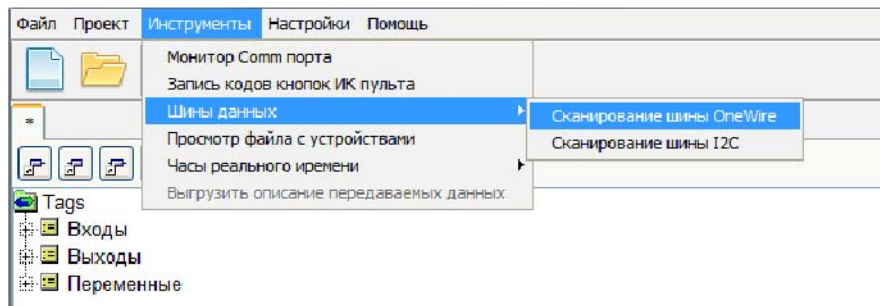 Файл Проект Инструменты Настройки Помощь
Монитор Comm порта
Запись кодов кнопок ИК пульта
Шины данных
Сканирование шины OneWire
Сканирование шины I2C
Просмотр файла с устройствами
Часы реального иремени
Выгрузить описание передаваемых данных
*
Tags
Входы
Выходы
Переменные